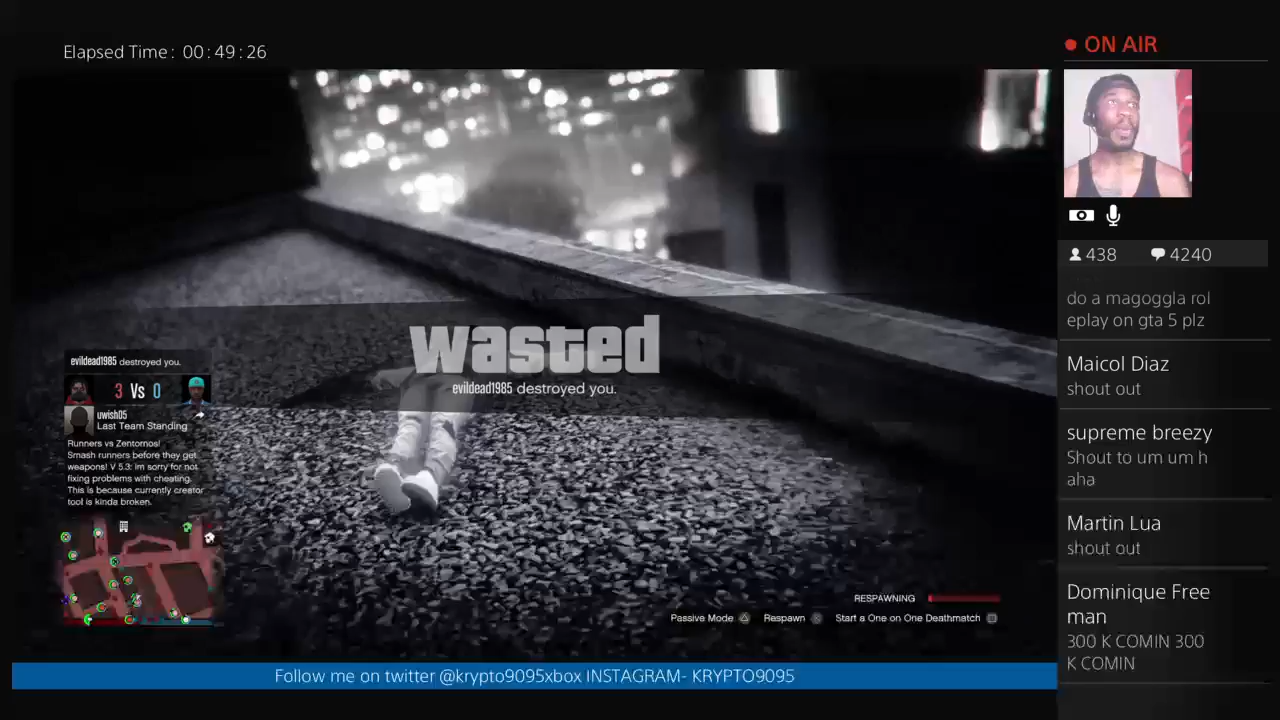 Elapsed Time: 00:49:26
ON AIR
438 4240
do a magoggla rol
eplay on gta 5 plz
Maicol Diaz
shout out
supreme breezy
Shout to um um h
aha
Martin Lua
shout out
Dominique Free
man
300 K COMIN 300
K COMIN
wasted
evildead1985 destroyed you.
evildead1985 destroyed you.
3 Vs 0
uwish05
Last Team Standing
Runners vs Zentornos!
Smash runners before they get
weapons! V 5.3: im sorry for not
fixing problems with cheating.
This is because currently creator
tool is kinda broken.
RESPAWNING
Passive Mode Respawn Start a One on One Deathmatch
Follow me on twitter @krypto9095xbox INSTAGRAM- KRYPTO9095